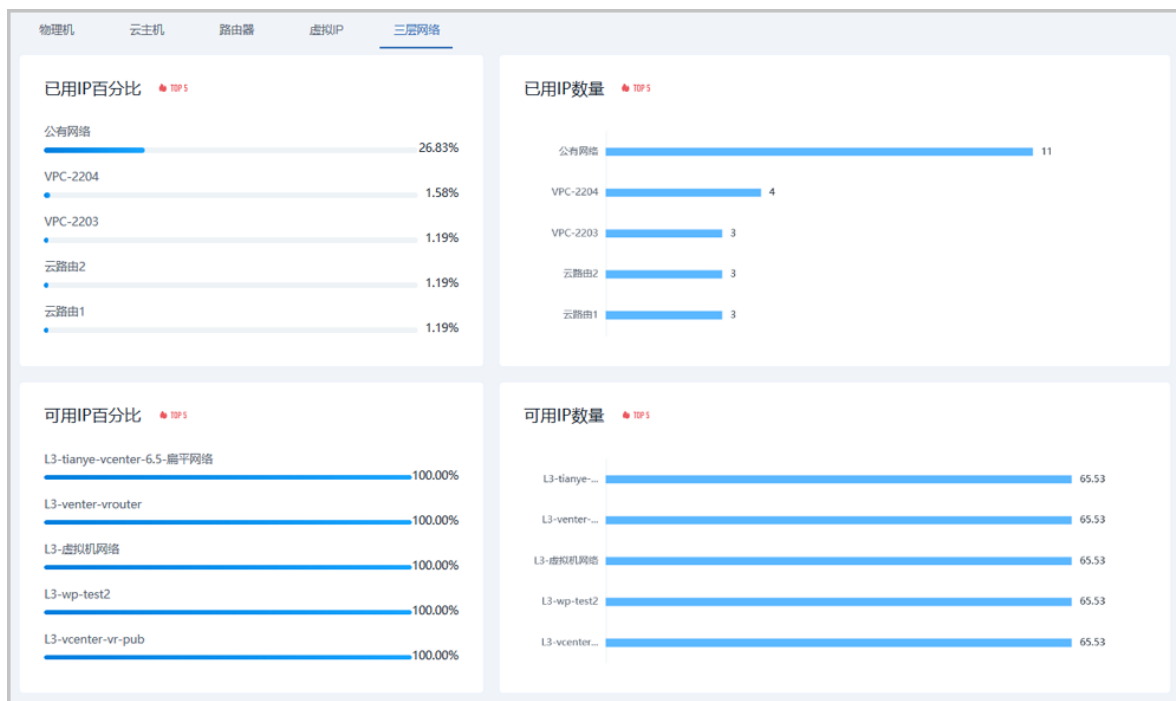 物理机 云主机 路由器 虚拟IP 三层网络
已用IP百分比 TOP 5
公有网络
26.83%
VPC-2204
1.58%
VPC-2203
1.19%
云路由2
1.19%
云路由1
1.19%
已用IP数量 TOP 5
公有网络 11
VPC-2204 4
VPC-2203 3
云路由2 3
云路由1 3
可用IP百分比 TOP 5
L3-tianye-vcenter-6.5-扁平网络
100.00%
L3-venter-vrouter
100.00%
L3-虚拟机网络
100.00%
L3-wp-test2
100.00%
L3-vcenter-vr-pub
100.00%
可用IP数量 TOP 5
L3-tianye-... 65.53
L3-venter-... 65.53
L3-虚拟机网络 65.53
L3-wp-test2 65.53
L3-vcenter... 65.53